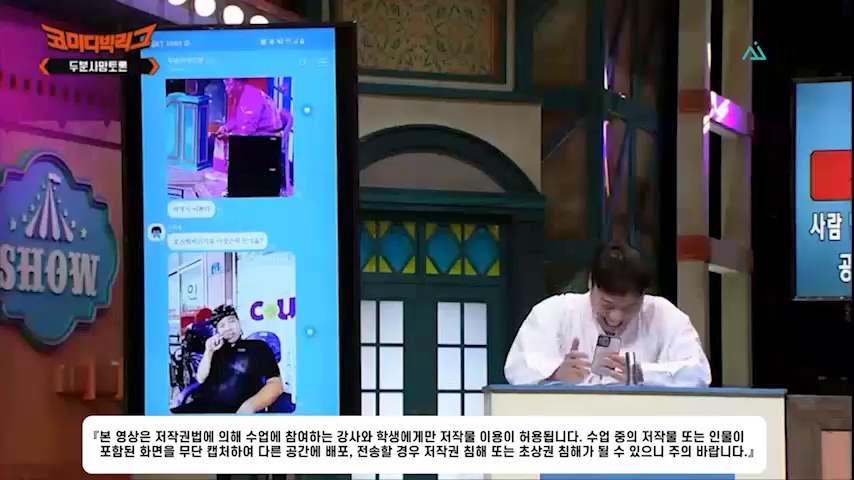 코미디빅리그
두분사망토론
SHOW
인
COU
사람
공
『본 영상은 저작권법에 의해 수업에 참여하는 강사와 학생에게만 저작물 이용이 허용됩니다. 수업 중의 저작물 또는 인물이
포함된 화면을 무단 캡처하여 다른 공간에 배포, 전송할 경우 저작권 침해 또는 초상권 침해가 될 수 있으니 주의 바랍니다.』